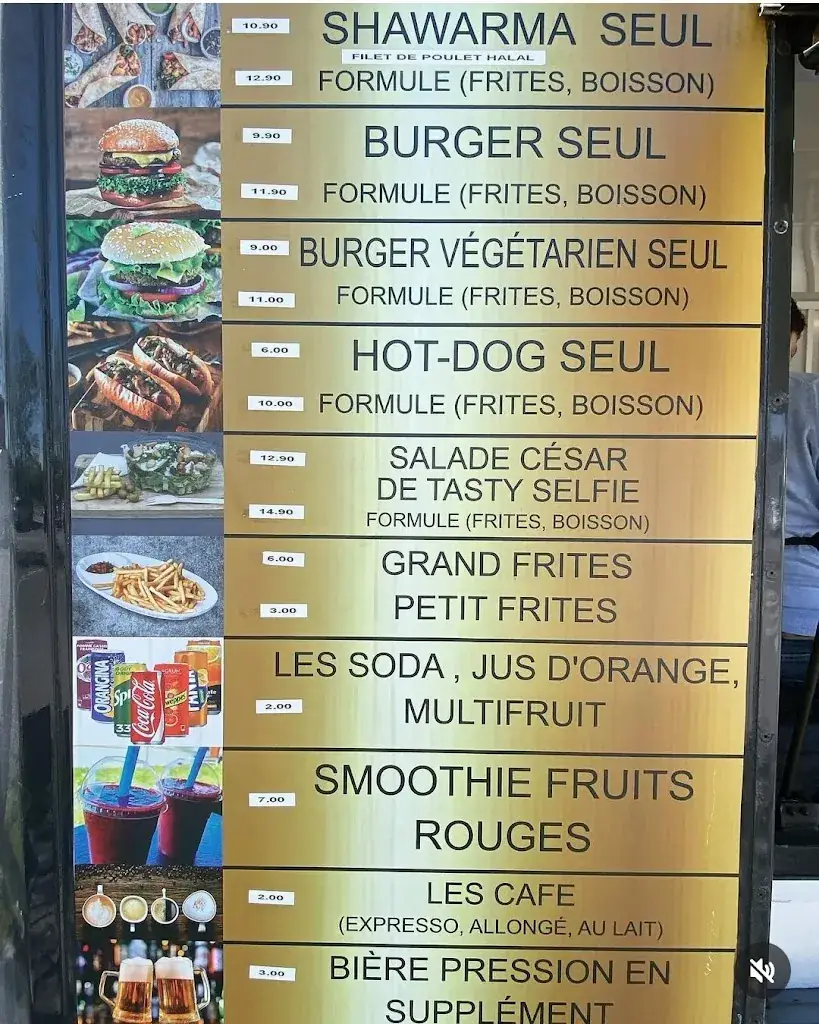 10.90 SHAWARMA SEUL
FILET DE POULET HALAL
12.90 FORMULE (FRITES, BOISSON)
9.90 BURGER SEUL
11.90 FORMULE (FRITES, BOISSON)
9.00 BURGER VÉGÉTARIEN SEUL
11.00 FORMULE (FRITES, BOISSON)
6.00 HOT-DOG SEUL
10.00 FORMULE (FRITES, BOISSON)
12.90 SALADE CÉSAR
DE TASTY SELFIE
14.90 FORMULE (FRITES, BOISSON)
6.00 GRAND FRITES
3.00 PETIT FRITES
ORANGINA
Coca-Cola
LES SODA , JUS D'ORANGE,
2.00 MULTIFRUIT
7.00 SMOOTHIE FRUITS
ROUGES
2.00 LES CAFE
(EXPRESSO, ALLONGÉ, AU LAIT)
3.00 BIÈRE PRESSION EN
SUPPLÉMENT